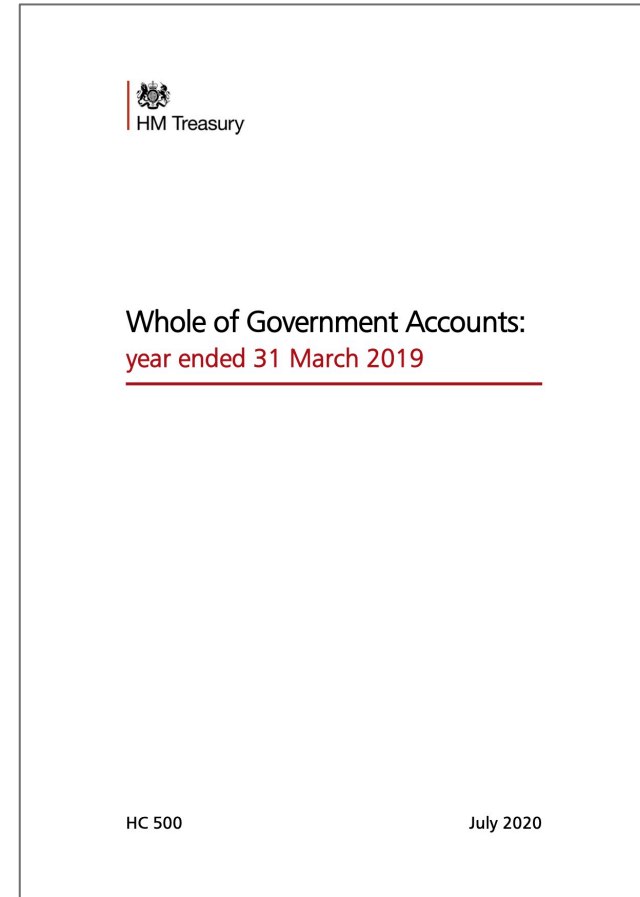 HM Treasury
Whole of Government Accounts:
year ended 31 March 2019
HC 500
July 2020